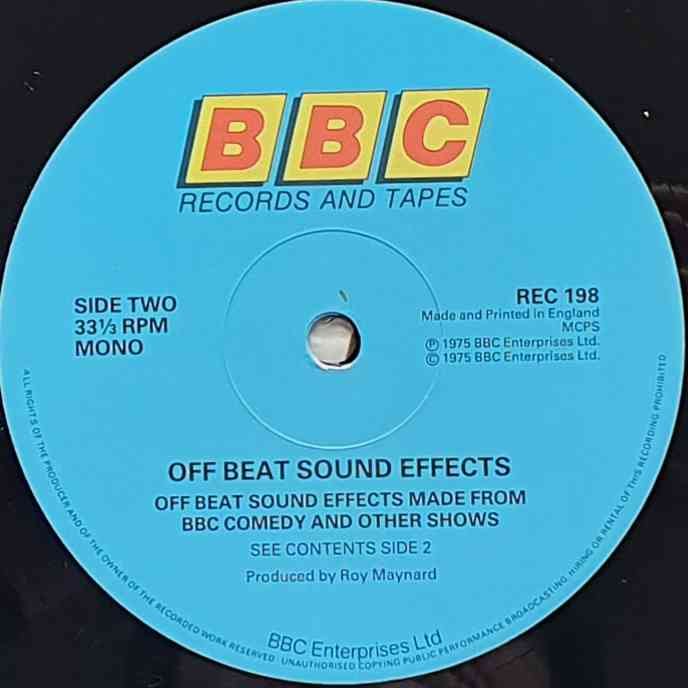 BBC
RECORDS AND TAPES
SIDE TWO
33⅓ RPM
MONO
REC 198
Made and Printed in England
MCPS
Ⓟ 1975 BBC Enterprises Ltd.
© 1975 BBC Enterprises Ltd.
OFF BEAT SOUND EFFECTS
OFF BEAT SOUND EFFECTS MADE FROM
BBC COMEDY AND OTHER SHOWS
SEE CONTENTS SIDE 2
Produced by Roy Maynard
BBC Enterprises Ltd
ALL RIGHTS OF THE PRODUCER AND OF THE OWNER OF THE RECORDED WORK RESERVED · UNAUTHORISED COPYING PUBLIC PERFORMANCE BROADCASTING, HIRING OR RENTAL OF THIS RECORDING PROHIBITED